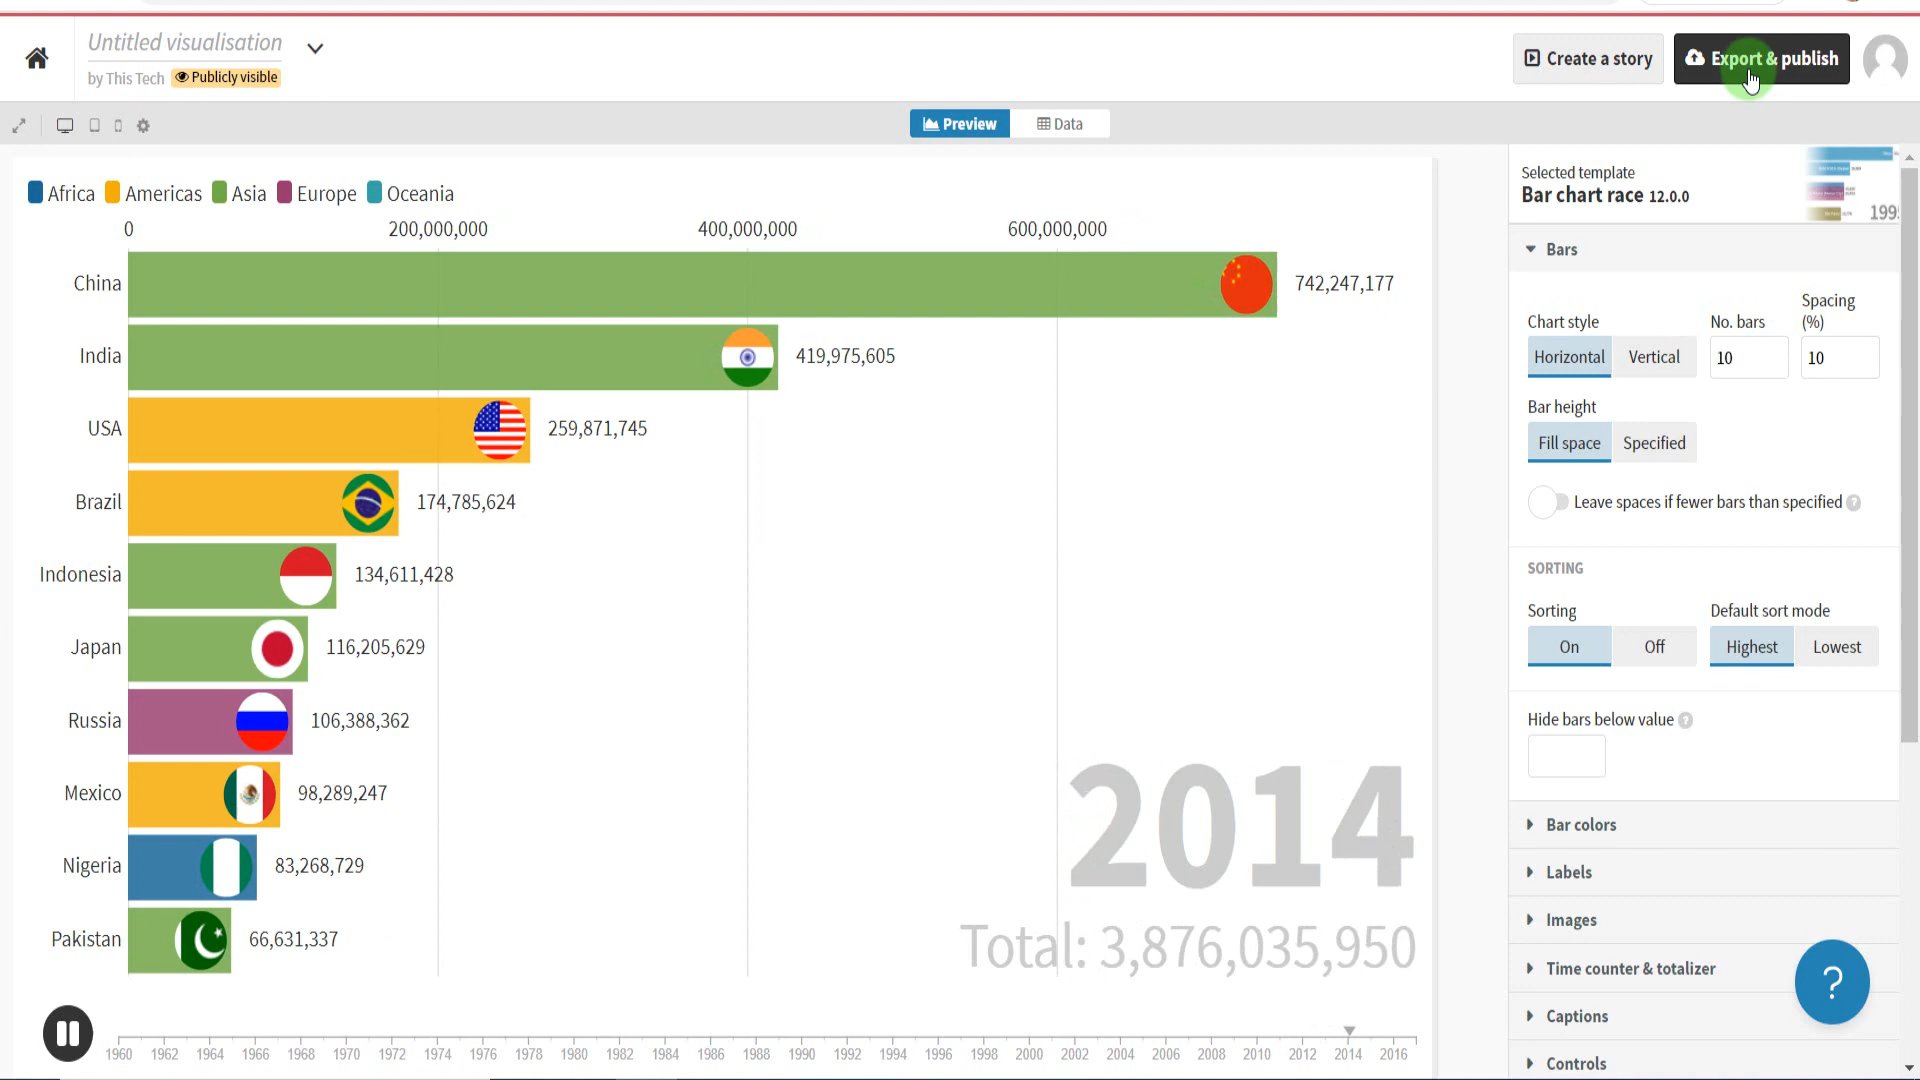 Untitled visualisation
by This Tech Publicly visible
Create a story
Export & publish
Preview
Data
Africa Americas Asia Europe Oceania
0 200,000,000 400,000,000 600,000,000
China 742,247,177
India 419,975,605
USA 259,871,745
Brazil 174,785,624
Indonesia 134,611,428
Japan 116,205,629
Russia 106,388,362
Mexico 98,289,247
Nigeria 83,268,729
Pakistan 66,631,337
2014
Total: 3,876,035,950
1960 1962 1964 1966 1968 1970 1972 1974 1976 1978 1980 1982 1984 1986 1988 1990 1992 1994 1996 1998 2000 2002 2004 2006 2008 2010 2012 2014 2016
Selected template
Bar chart race 12.0.0
199
Bars
Chart style No. bars Spacing (%)
Horizontal Vertical 10 10
Bar height
Fill space Specified
Leave spaces if fewer bars than specified ?
SORTING
Sorting Default sort mode
On Off Highest Lowest
Hide bars below value ?
Bar colors
Labels
Images
Time counter & totalizer
Captions
Controls
?